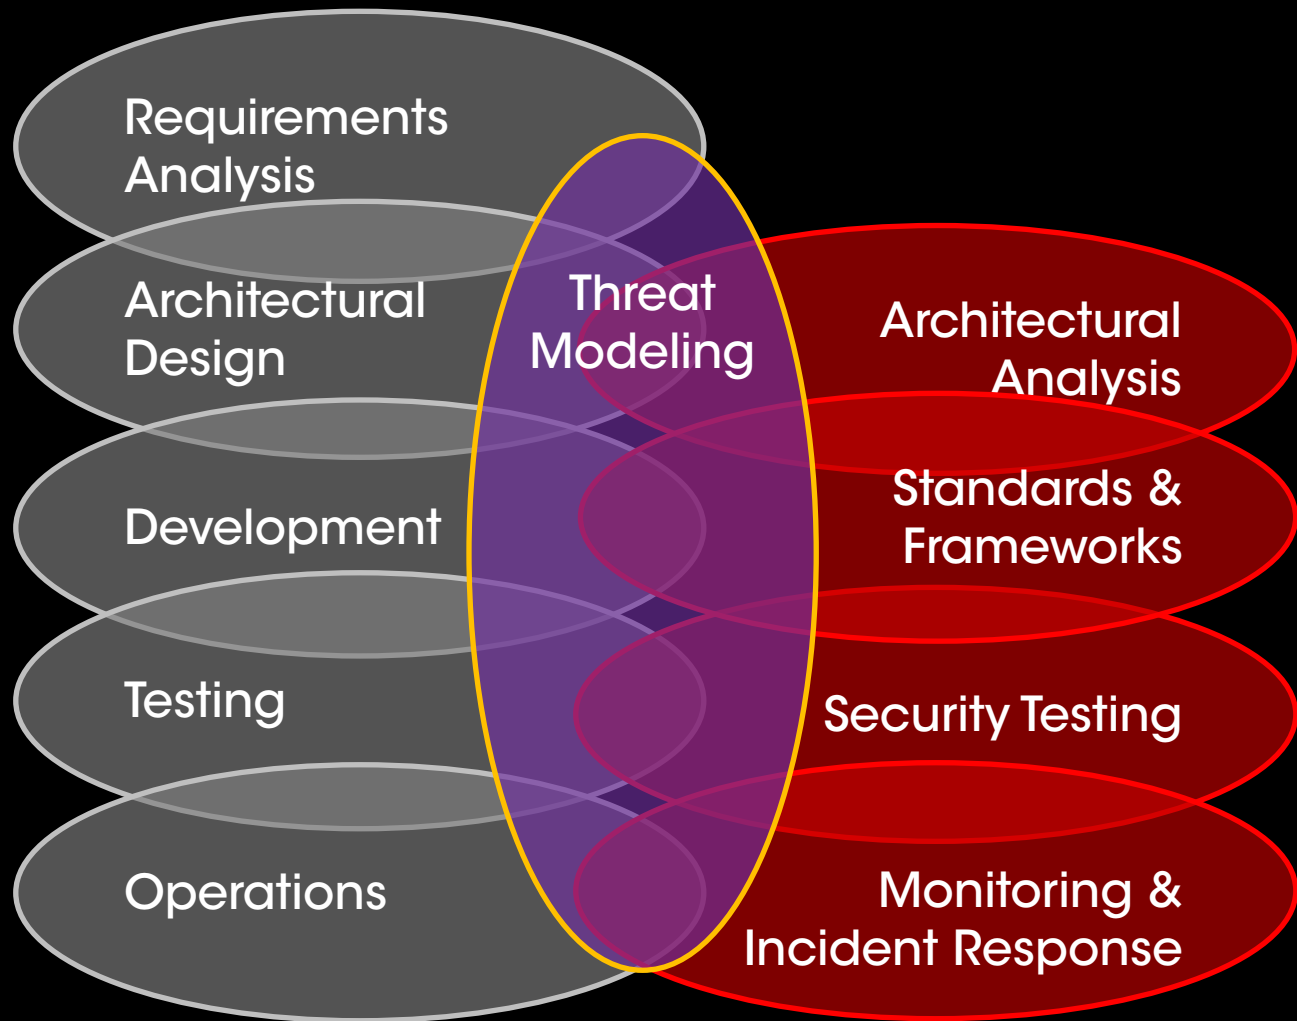 Requirements
Analysis
Architectural
Design
Development
Testing
Operations
Threat
Modeling
Architectural
Analysis
Standards &
Frameworks
Security Testing
Monitoring &
Incident Response